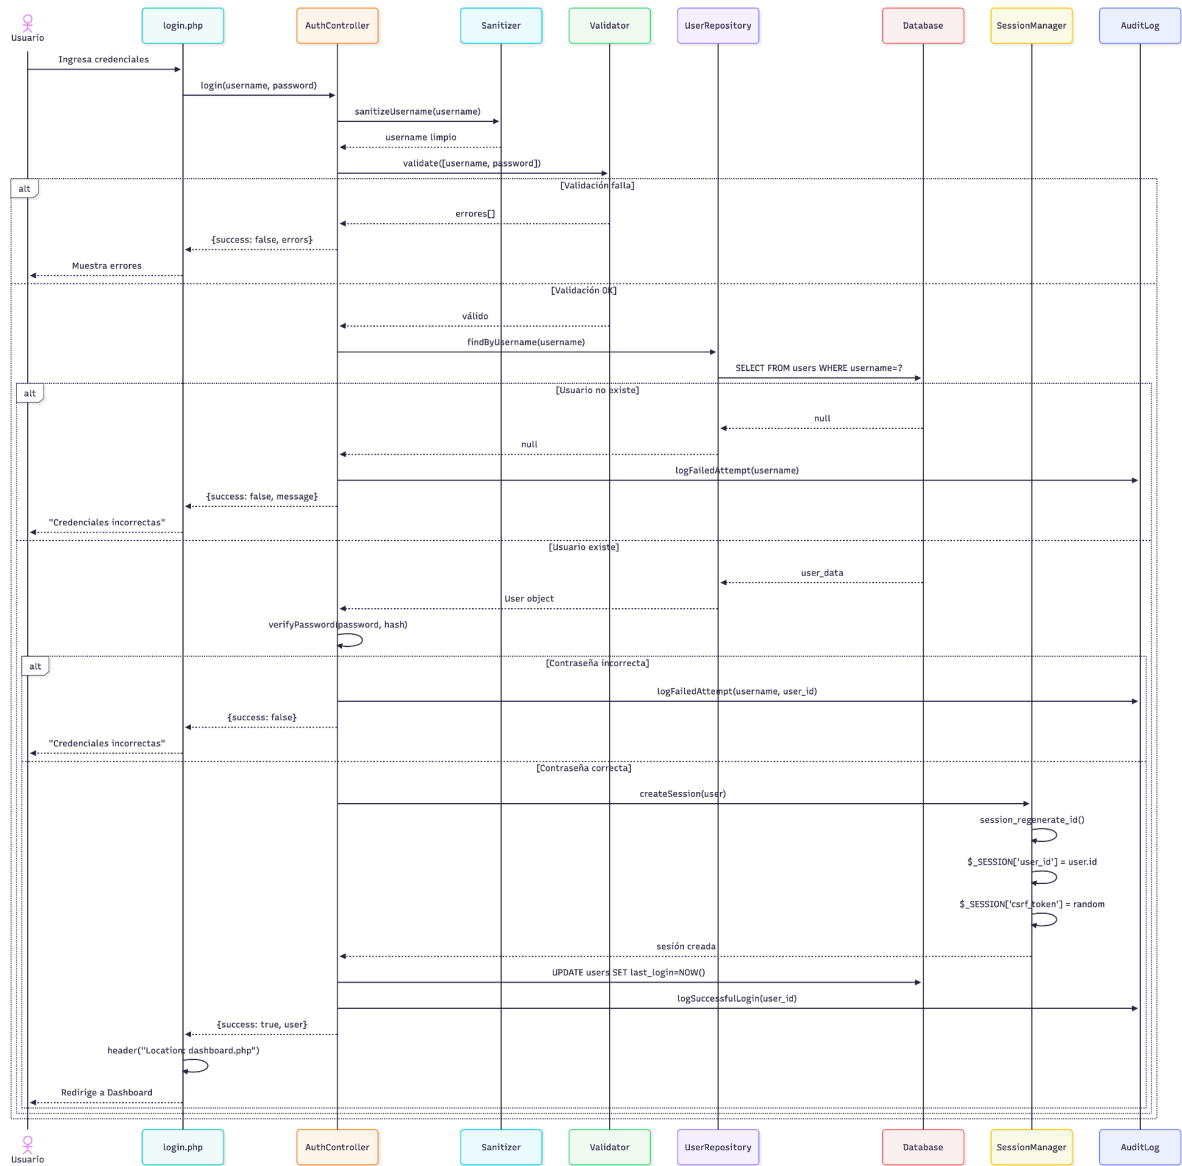 Usuario
login.php
AuthController
Sanitizer
Validator
UserRepository
Database
SessionManager
AuditLog
Ingresa credenciales
login(username, password)
sanitizeUsername(username)
username limpio
validate([username, password])
alt
[Validación falla]
errores[]
{success: false, errors}
Muestra errores
[Validación OK]
válido
findByUsername(username)
SELECT FROM users WHERE username=?
alt
[Usuario no existe]
null
null
logFailedAttempt(username)
{success: false, message}
"Credenciales incorrectas"
[Usuario existe]
user_data
User object
verifyPassword(password, hash)
alt
[Contraseña incorrecta]
logFailedAttempt(username, user_id)
{success: false}
"Credenciales incorrectas"
[Contraseña correcta]
createSession(user)
session_regenerate_id()
$_SESSION['user_id'] = user.id
$_SESSION['csrf_token'] = random
sesión creada
UPDATE users SET last_login=NOW()
logSuccessfulLogin(user_id)
{success: true, user}
header("Location: dashboard.php")
Redirige a Dashboard
Usuario
login.php
AuthController
Sanitizer
Validator
UserRepository
Database
SessionManager
AuditLog